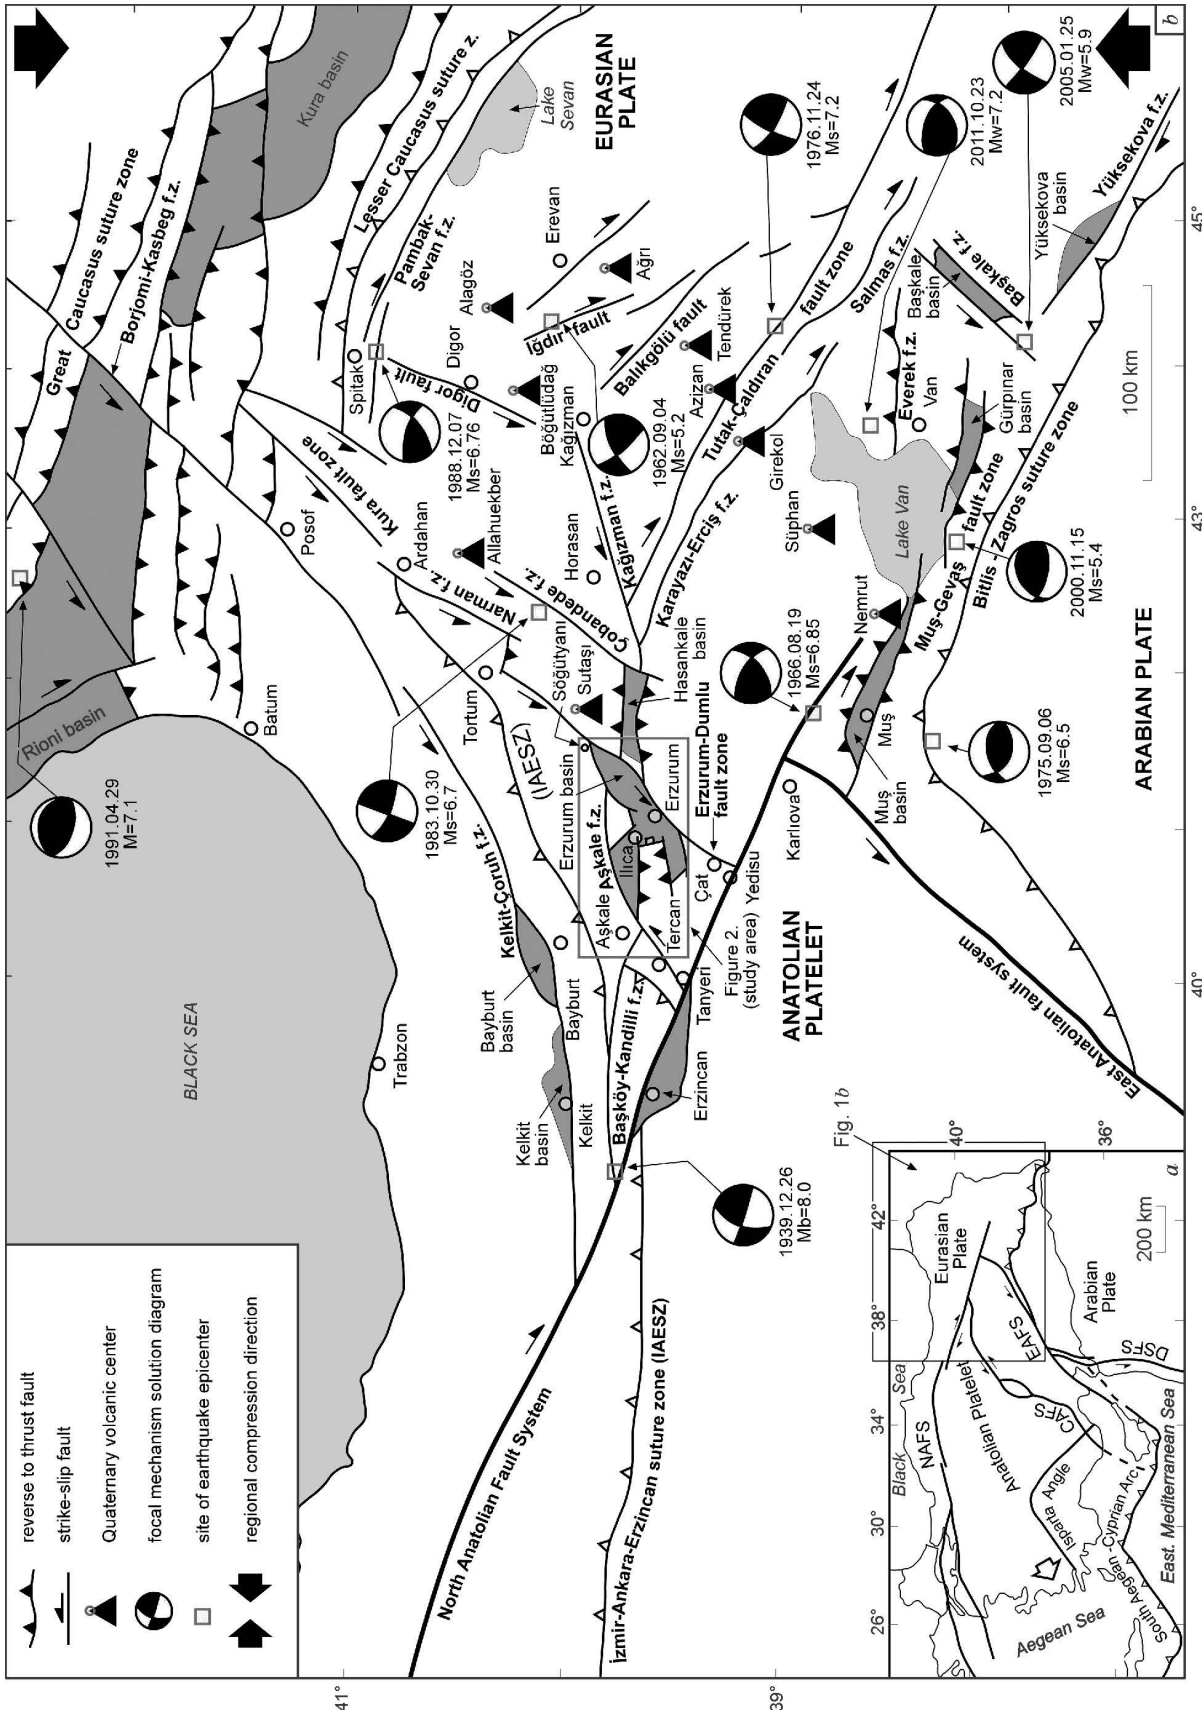 reverse to thrust fault
strike-slip fault
Quaternary volcanic center
focal mechanism solution diagram
site of earthquake epicenter
regional compression direction
BLACK SEA
Rioni basin
Kura basin
Great
Caucasus suture zone
Borjomi-Kasbeg f.z.
Lesser Caucasus suture z.
Pambak-
Sevan f.z.
Lake
Sevan
EURASIAN
PLATE
1991.04.29
M=7.1
Batum
Posof
Kura fault zone
Ardahan
Spitak
Digor
Digor fault
1988.12.07
Ms=6.76
Alagöz
Erevan
Ağrı
Iğdır fault
Böğütlüdağ
Kağızman
Allahuekber
Narman f.z.
Çobandede f.z.
Horasan
Kağızman f.z.
1962.09.04
Ms=5.2
Balıkgölü fault
Tendürek
Azizan
1976.11.24
Ms=7.2
Tutak-Çaldıran
fault zone
Salmas f.z.
Karayazı-Erciş f.z.
Girekol
Süphan
Trabzon
1983.10.30
Ms=6.7
Tortum
(IAESZ)
Söğütyanı
Sutaşı
Kelkit-Çoruh f.z.
Bayburt
basin
Bayburt
Kelkit
basin
Kelkit
Erzurum basin
Aşkale
Aşkale f.z.
Ilıca
Erzurum
Hasankale
basin
Erzurum-Dumlu
fault zone
Tercan
Çat
Yedisu
Figure 2.
(study area)
Başköy-Kandilli f.z.
Tanyeri
Erzincan
1939.12.26
Mb=8.0
North Anatolian Fault System
İzmir-Ankara-Erzincan suture zone (IAESZ)
ANATOLIAN
PLATELET
Karlıova
1966.08.19
Ms=6.85
Nemrut
Lake Van
Everek f.z.
Van
2011.10.23
Mw=7.2
2005.01.25
Mw=5.9
Başkale
basin
Başkale f.z.
Yüksekova
basin
Yüksekova f.z.
Gürpınar
basin
Muş-Gevaş
fault zone
Bitlis
Zagros suture zone
Muş
Muş
basin
2000.11.15
Ms=5.4
1975.09.06
Ms=6.5
ARABIAN PLATE
East Anatolian fault system
100 km
b
41°
39°
40°
43°
45°
Fig. 1b
26°
30°
34°
38°
42°
40°
36°
Black
Sea
NAFS
Eurasian
Plate
Anatolian Platelet
CAFS
EAFS
Arabian
Plate
DSFS
Isparta Angle
Aegean Sea
South Aegean-Cyprian Arc
East. Mediterranean Sea
200 km
a